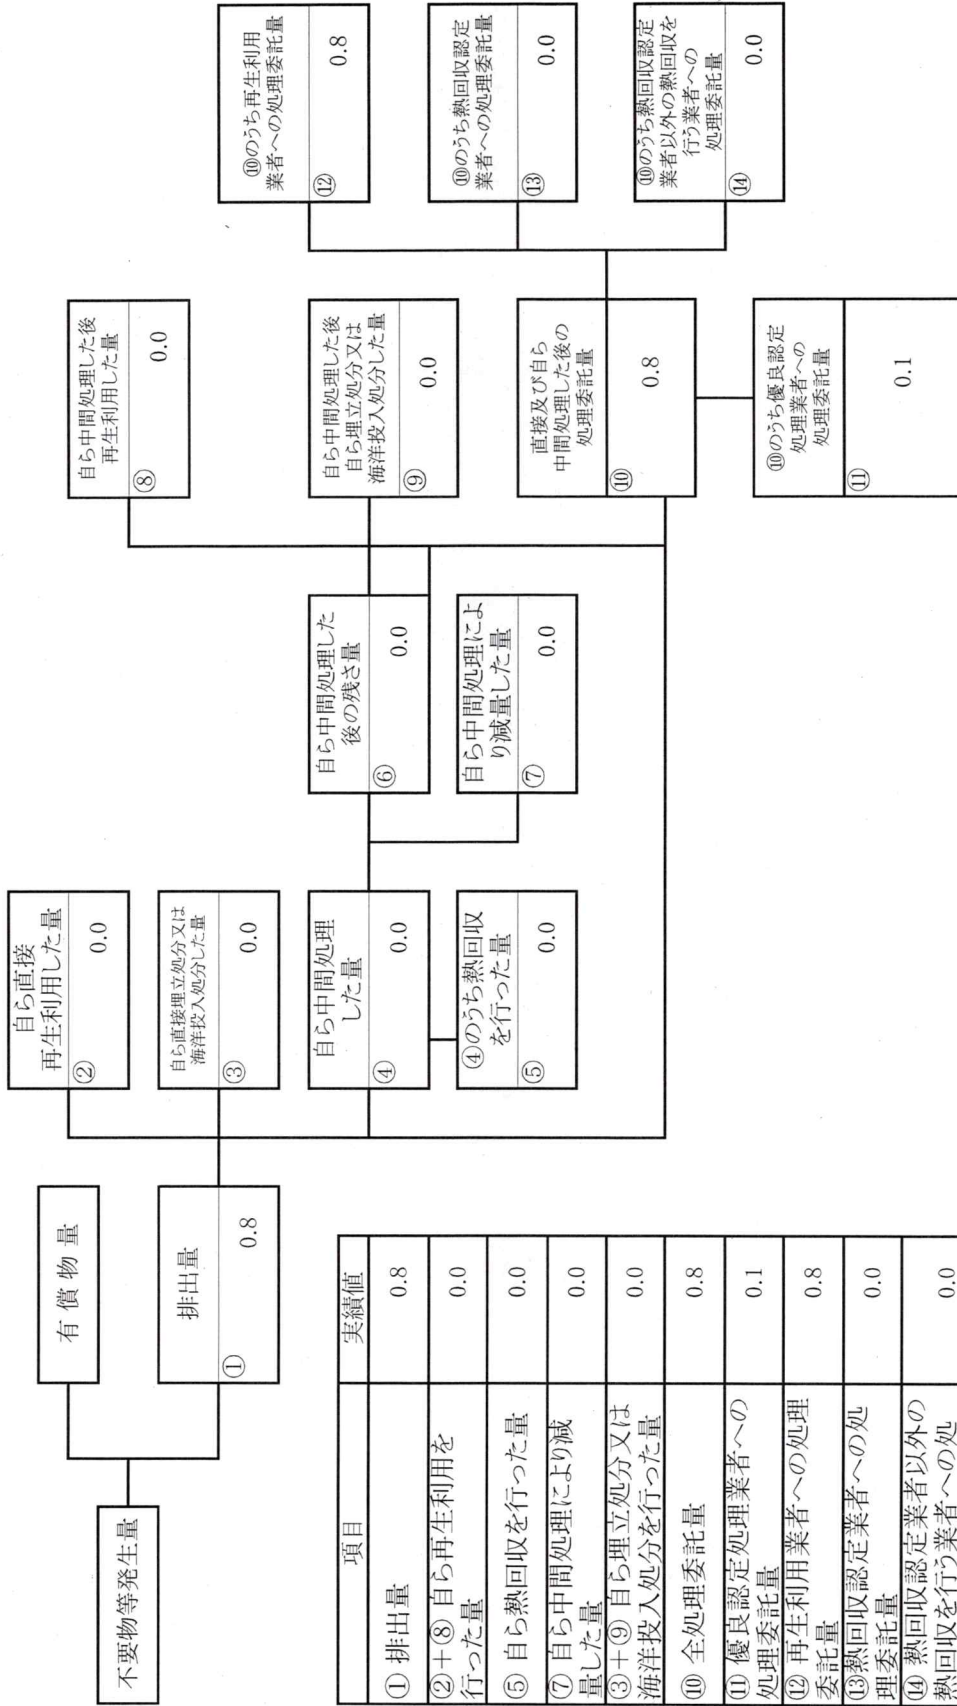 不要物等発生量
有償物量
排出量
①
0.8
自ら直接
再生利用した量
②
0.0
自ら直接埋立処分又は
海洋投入処分した量
③
0.0
自ら中間処理
した量
④
0.0
④のうち熱回収
を行った量
⑤
0.0
自ら中間処理した
後の残さ量
⑥
0.0
自ら中間処理によ
り減量した量
⑦
0.0
自ら中間処理した後
再生利用した量
⑧
0.0
自ら中間処理した後
自ら埋立処分又は
海洋投入処分した量
⑨
0.0
直接及び自ら
中間処理した後の
処理委託量
⑩
0.8
⑩のうち優良認定
処理業者への
処理委託量
⑪
0.1
⑩のうち再生利用
業者への処理委託量
⑫
0.8
⑩のうち熱回収認定
業者への処理委託量
⑬
0.0
⑩のうち熱回収認定
業者以外の熱回収を
行う業者への
処理委託量
⑭
0.0
項目 実績値
① 排出量 0.8
②+⑧ 自ら再生利用を
行った量 0.0
⑤ 自ら熱回収を行った量 0.0
⑦ 自ら中間処理により減
量した量 0.0
③+⑨ 自ら埋立処分又は
海洋投入処分を行った量 0.0
⑩ 全処理委託量 0.8
⑪ 優良認定処理業者への
処理委託量 0.1
⑫ 再生利用業者への処理
委託量 0.8
⑬熱回収認定業者への処
理委託量 0.0
⑭ 熱回収認定業者以外の
熱回収を行う業者への処 0.0